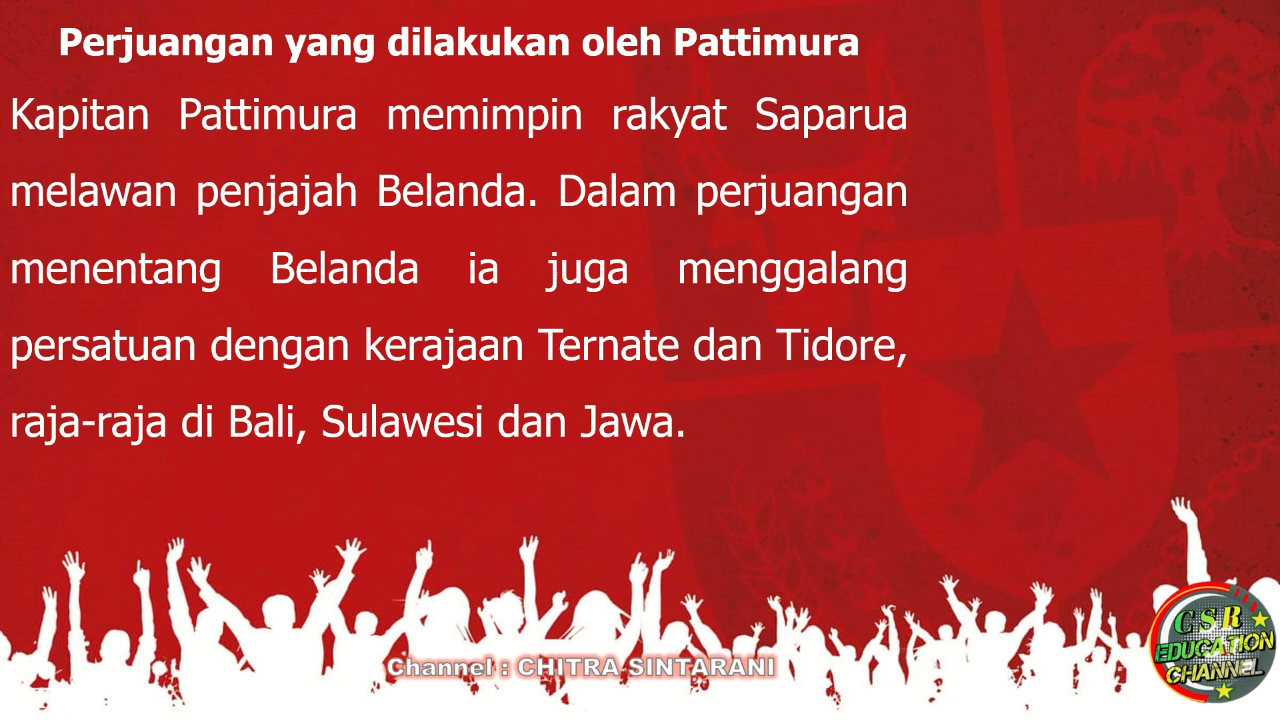 Perjuangan yang dilakukan oleh Pattimura
Kapitan Pattimura memimpin rakyat Saparua
melawan penjajah Belanda. Dalam perjuangan
menentang Belanda ia juga menggalang
persatuan dengan kerajaan Ternate dan Tidore,
raja-raja di Bali, Sulawesi dan Jawa.
Channel : CHITRA SINTARANI
CSR
EDUCATION
CHANNEL